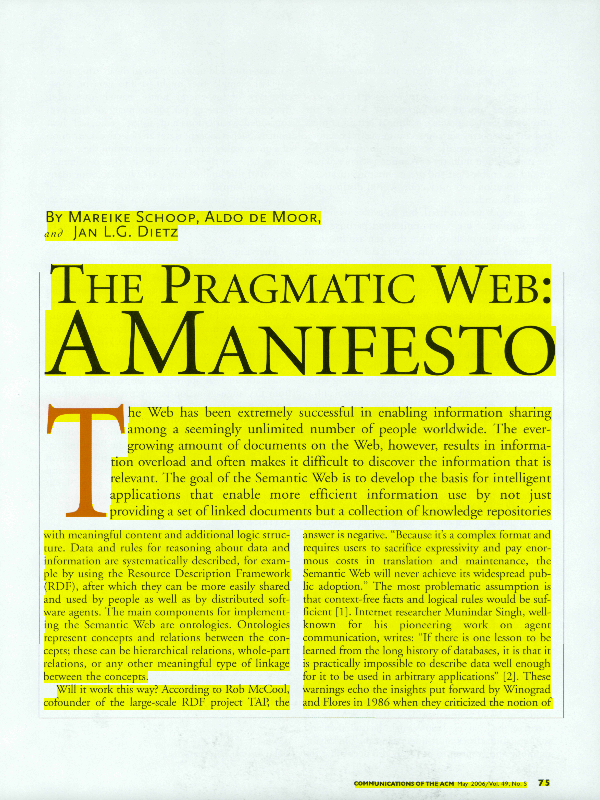 BY MAREIKE SCHOOP, ALDO DE MOOR,
and JAN L.G. DIETZ
THE PRAGMATIC WEB:
A MANIFESTO
The Web has been extremely successful in enabling information sharing
among a seemingly unlimited number of people worldwide. The ever-
growing amount of documents on the Web, however, results in informa-
tion overload and often makes it difficult to discover the information that is
relevant. The goal of the Semantic Web is to develop the basis for intelligent
applications that enable more efficient information use by not just
providing a set of linked documents but a collection of knowledge repositories
with meaningful content and additional logic struc-
ture. Data and rules for reasoning about data and
information are systematically described, for exam-
ple by using the Resource Description Framework
(RDF), after which they can be more easily shared
and used by people as well as by distributed soft-
ware agents. The main components for implement-
ing the Semantic Web are ontologies. Ontologies
represent concepts and relations between the con-
cepts; these can be hierarchical relations, whole-part
relations, or any other meaningful type of linkage
between the concepts.
Will it work this way? According to Rob McCool,
cofounder of the large-scale RDF project TAP, the
answer is negative. "Because it's a complex format and
requires users to sacrifice expressivity and pay enor-
mous costs in translation and maintenance, the
Semantic Web will never achieve its widespread pub-
lic adoption." The most problematic assumption is
that context-free facts and logical rules would be suf-
ficient [1]. Internet researcher Munindar Singh, well-
known for his pioneering work on agent
communication, writes: "If there is one lesson to be
learned from the long history of databases, it is that it
is practically impossible to describe data well enough
for it to be used in arbitrary applications" [2]. These
warnings echo the insights put forward by Winograd
and Flores in 1986 when they criticized the notion of
COMMUNICATIONS OF THE ACM May 2006/Vol. 49, No. 5 75